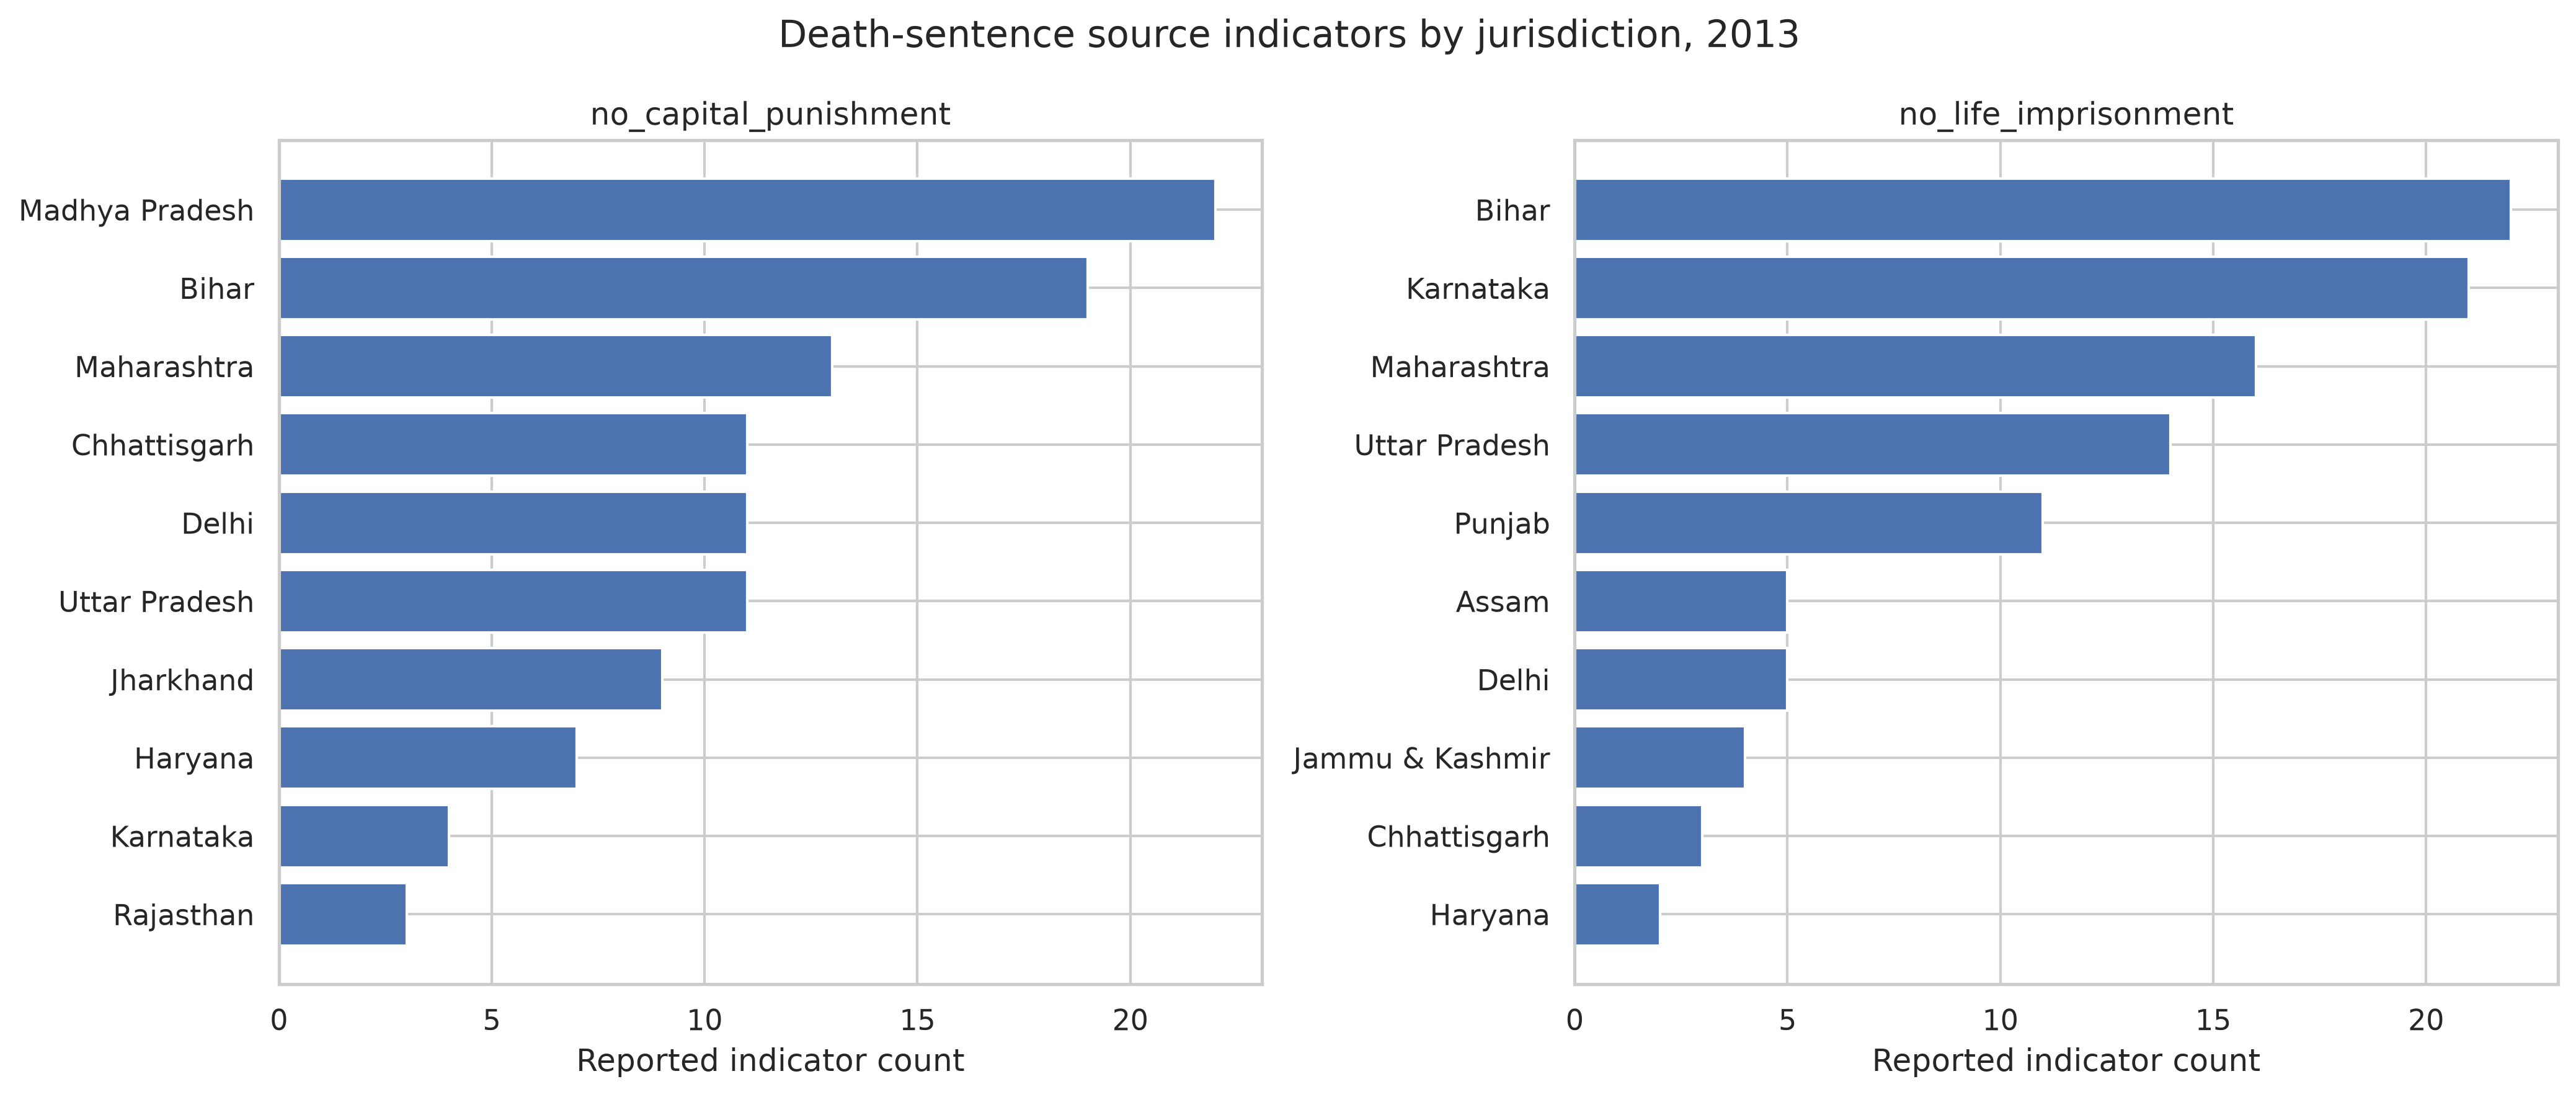 Death-sentence source indicators by jurisdiction, 2013
no_capital_punishment
Madhya Pradesh
Bihar
Maharashtra
Chhattisgarh
Delhi
Uttar Pradesh
Jharkhand
Haryana
Karnataka
Rajasthan
0 5 10 15 20
Reported indicator count
no_life_imprisonment
Bihar
Karnataka
Maharashtra
Uttar Pradesh
Punjab
Assam
Delhi
Jammu & Kashmir
Chhattisgarh
Haryana
0 5 10 15 20
Reported indicator count